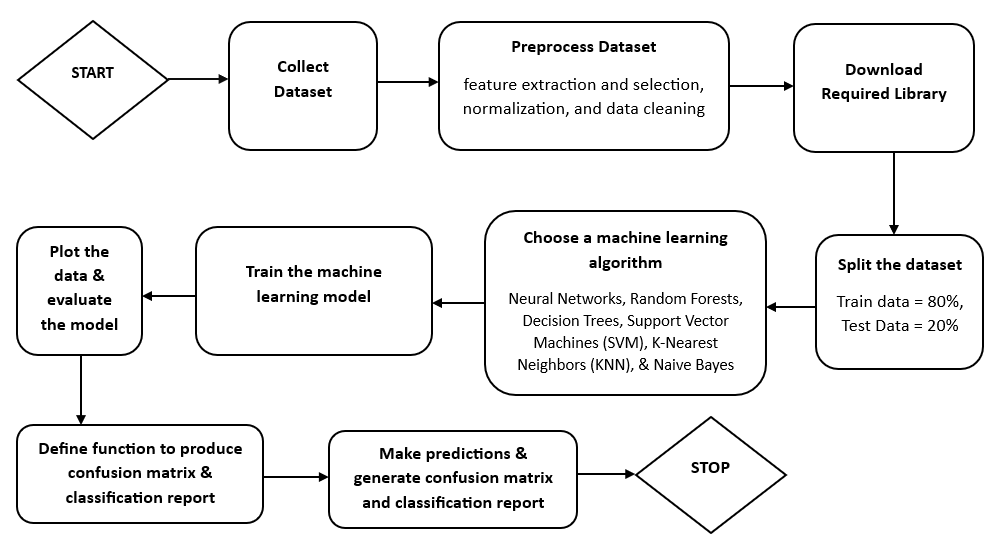 START
Collect
Dataset
Preprocess Dataset
feature extraction and selection,
normalization, and data cleaning
Download
Required Library
Split the dataset
Train data = 80%,
Test Data = 20%
Choose a machine learning
algorithm
Neural Networks, Random Forests,
Decision Trees, Support Vector
Machines (SVM), K-Nearest
Neighbors (KNN), & Naive Bayes
Train the machine
learning model
Plot the
data &
evaluate
the model
Define function to produce
confusion matrix &
classification report
Make predictions &
generate confusion matrix
and classification report
STOP